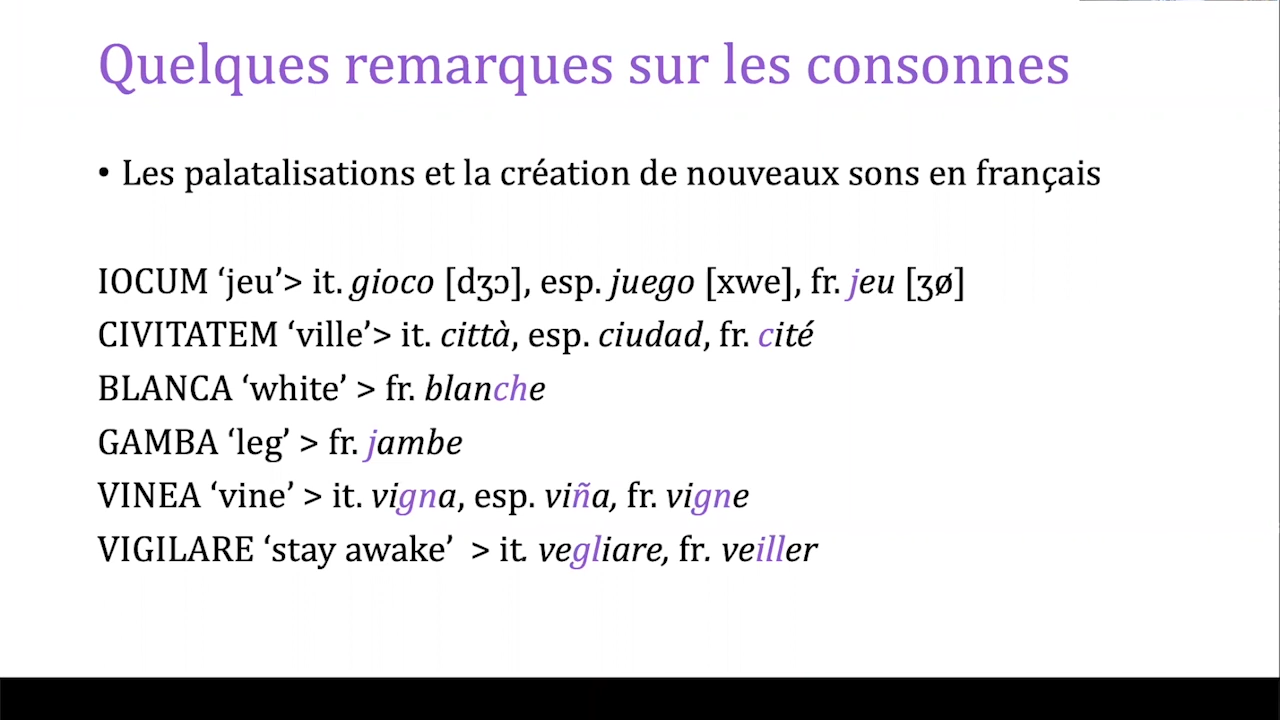 Quelques remarques sur les consonnes
• Les palatalisations et la création de nouveaux sons en français
IOCUM ‘jeu’> it. gioco [dʒɔ], esp. juego [xwe], fr. jeu [ʒø]
CIVITATEM ‘ville’> it. città, esp. ciudad, fr. cité
BLANCA ‘white’ > fr. blanche
GAMBA ‘leg’ > fr. jambe
VINEA ‘vine’ > it. vigna, esp. viña, fr. vigne
VIGILARE ‘stay awake’ > it. vegliare, fr. veiller